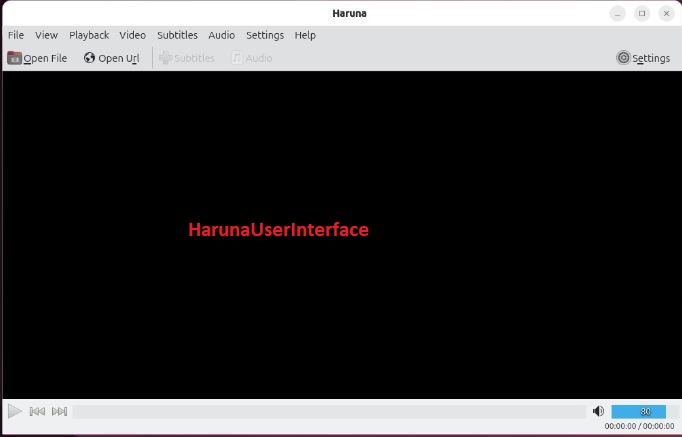 Haruna
File View Playback Video Subtitles Audio Settings Help
Open File Open Url Subtitles Audio Settings
HarunaUserInterface
80
00:00:00 / 00:00:00